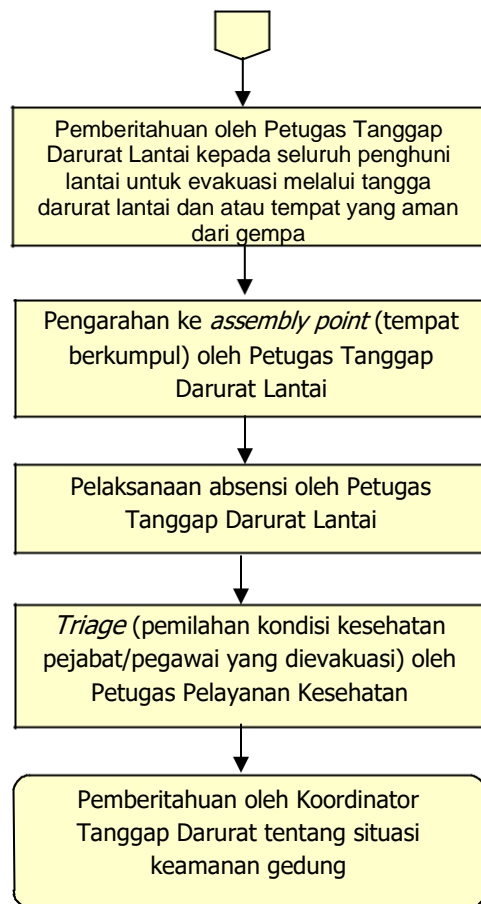 Pemberitahuan oleh Petugas Tanggap
Darurat Lantai kepada seluruh penghuni
lantai untuk evakuasi melalui tangga
darurat lantai dan atau tempat yang aman
dari gempa
Pengarahan ke assembly point (tempat
berkumpul) oleh Petugas Tanggap
Darurat Lantai
Pelaksanaan absensi oleh Petugas
Tanggap Darurat Lantai
Triage (pemilahan kondisi kesehatan
pejabat/pegawai yang dievakuasi) oleh
Petugas Pelayanan Kesehatan
Pemberitahuan oleh Koordinator
Tanggap Darurat tentang situasi
keamanan gedung